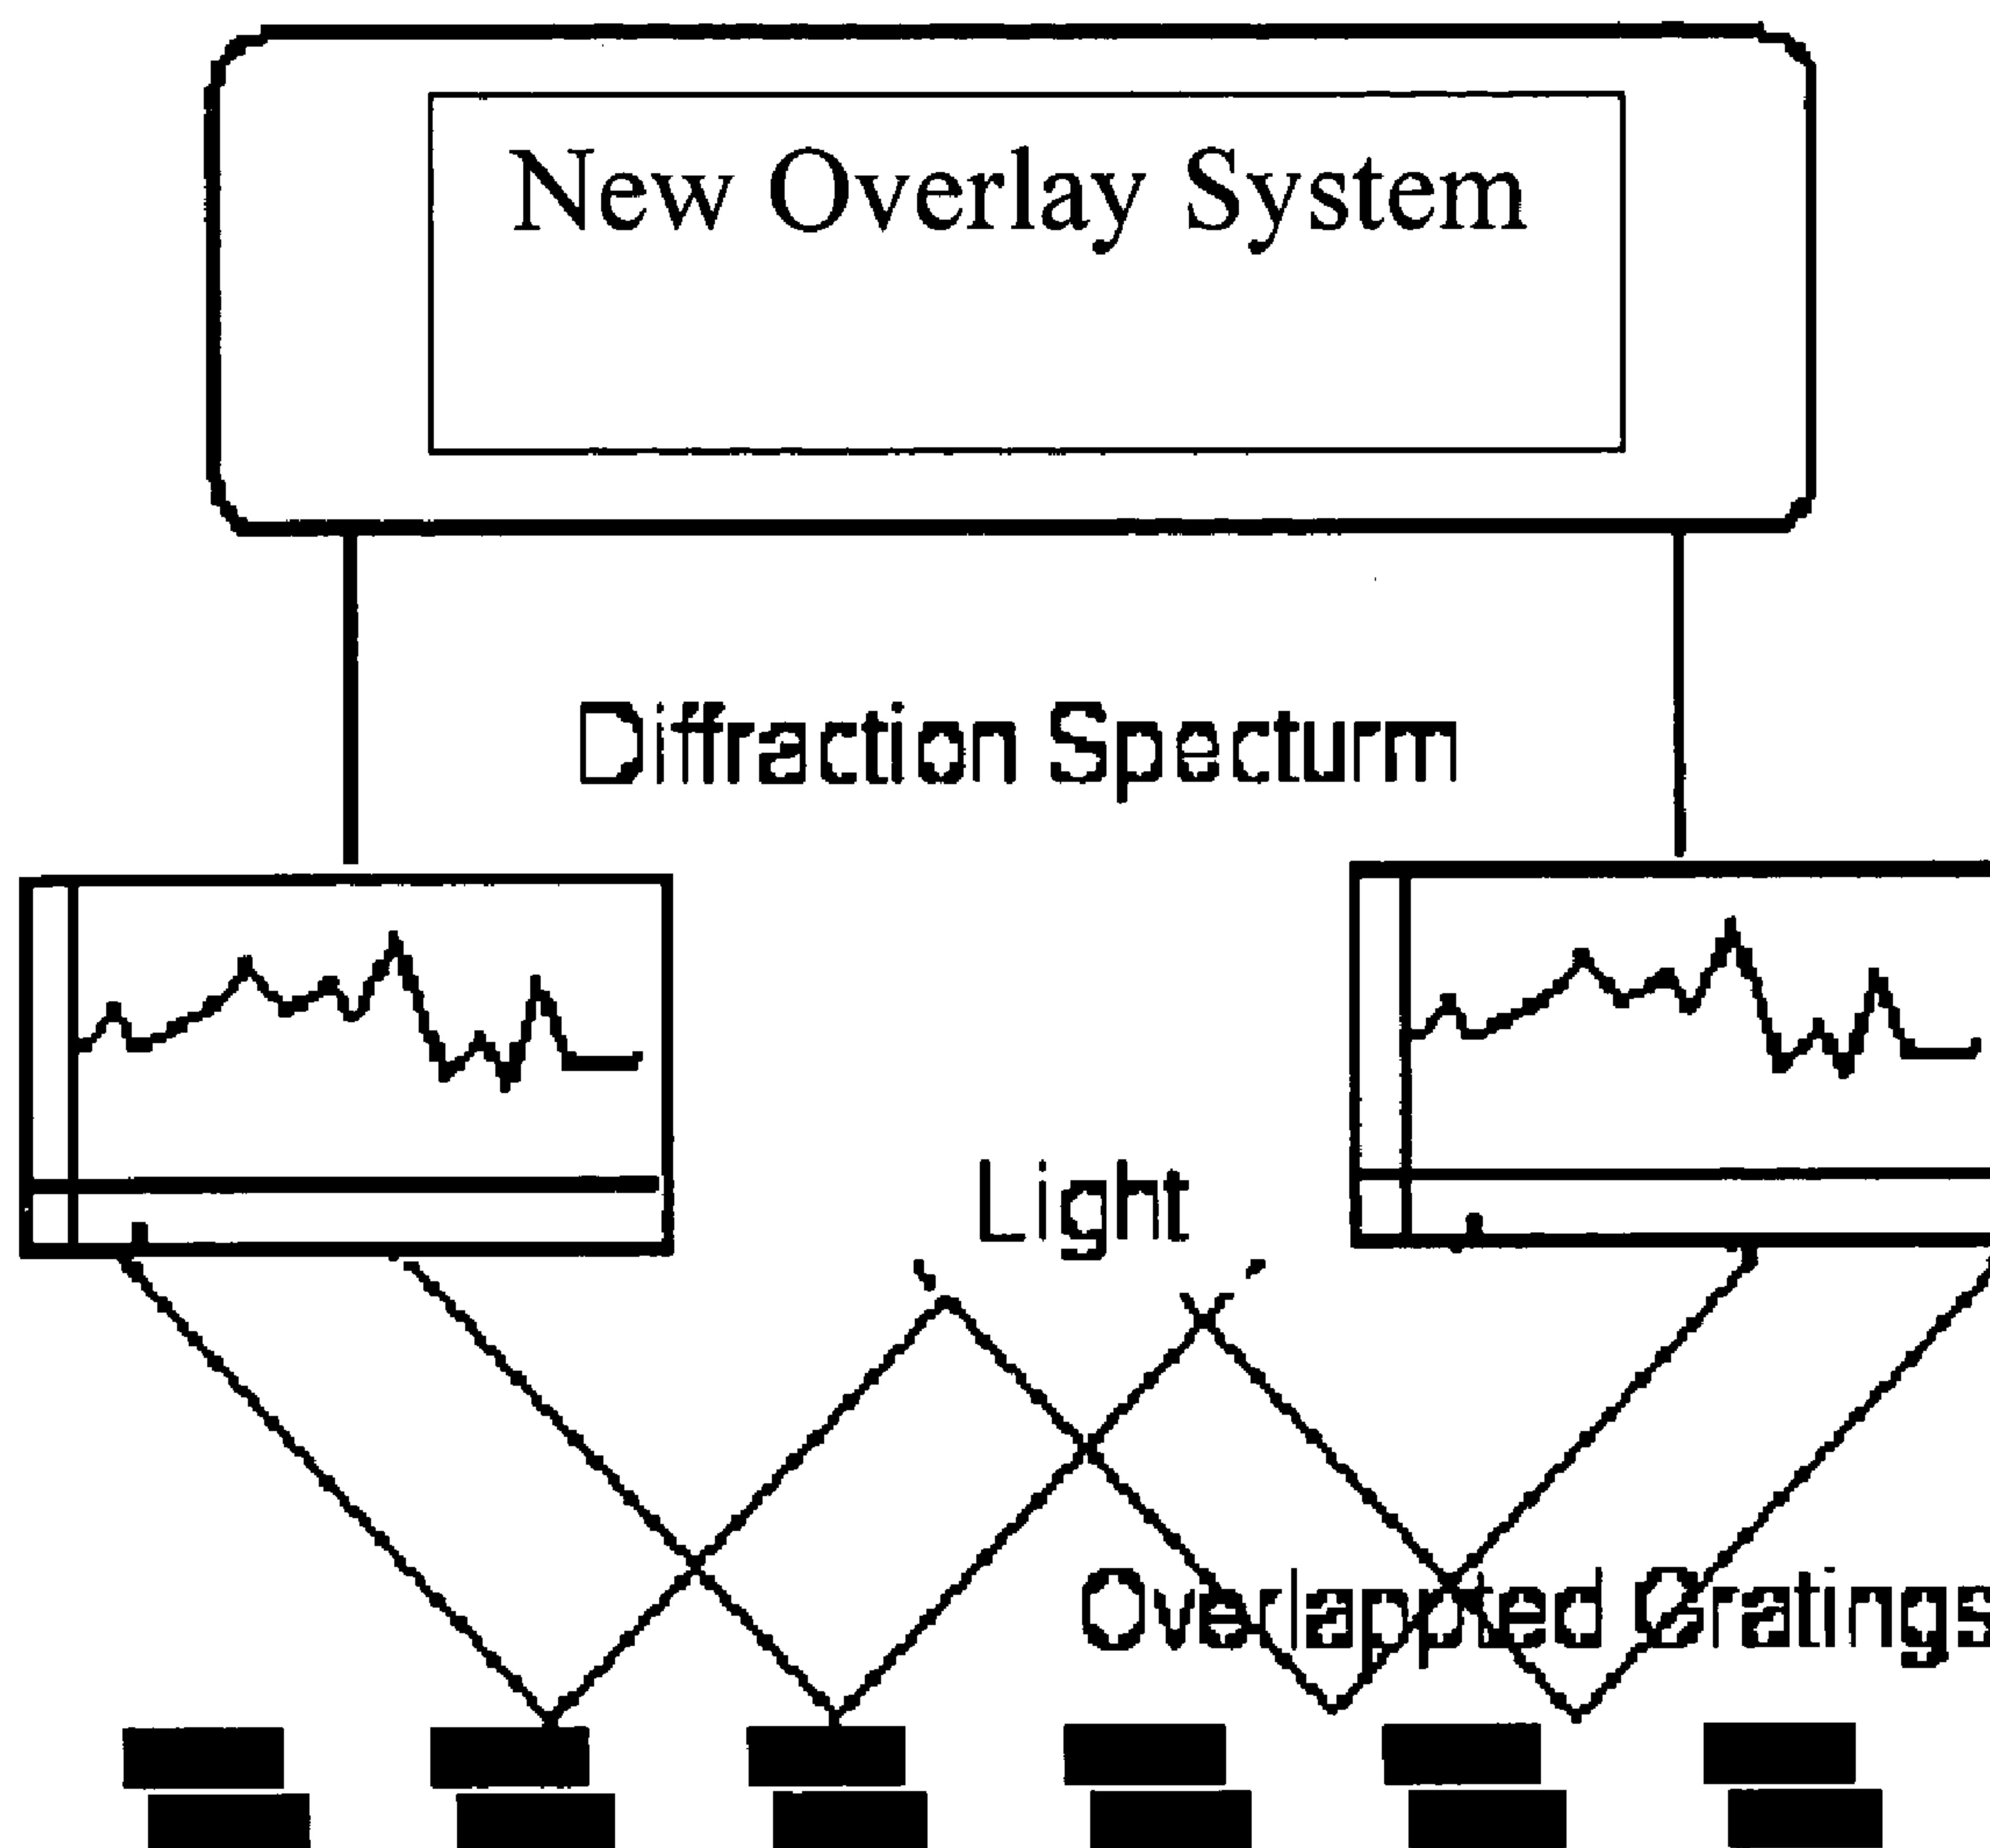 New Overlay System
Diffraction Specturm
Light
Overlappted Gratings